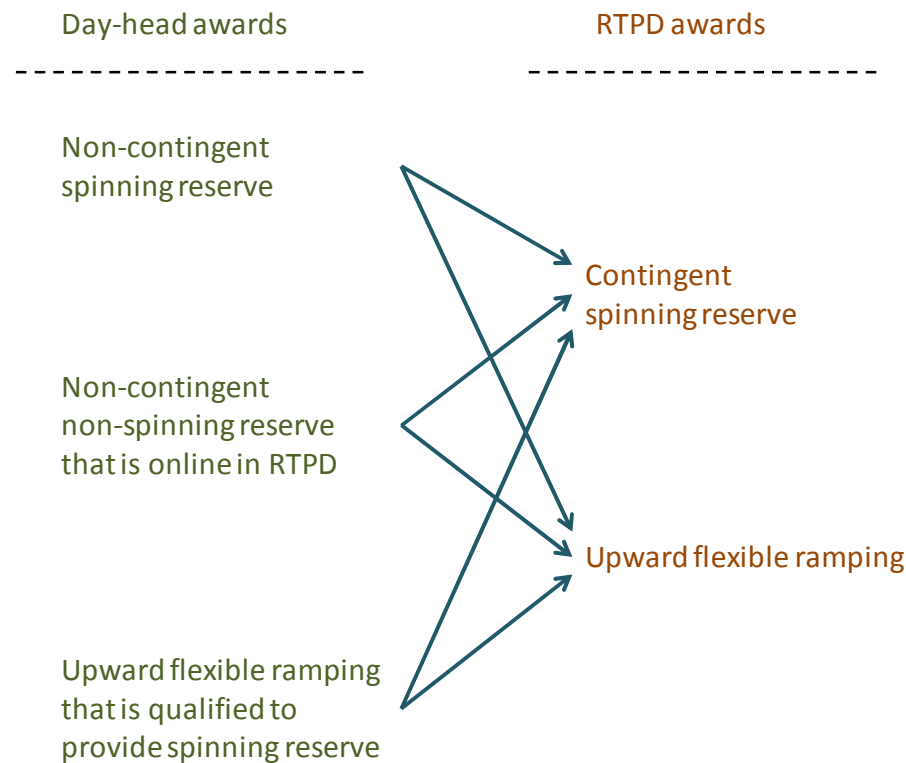 Day-head awards
RTPD awards
Non-contingent
spinning reserve
Contingent
spinning reserve
Non-contingent
non-spinning reserve
that is online in RTPD
Upward flexible ramping
Upward flexible ramping
that is qualified to
provide spinning reserve